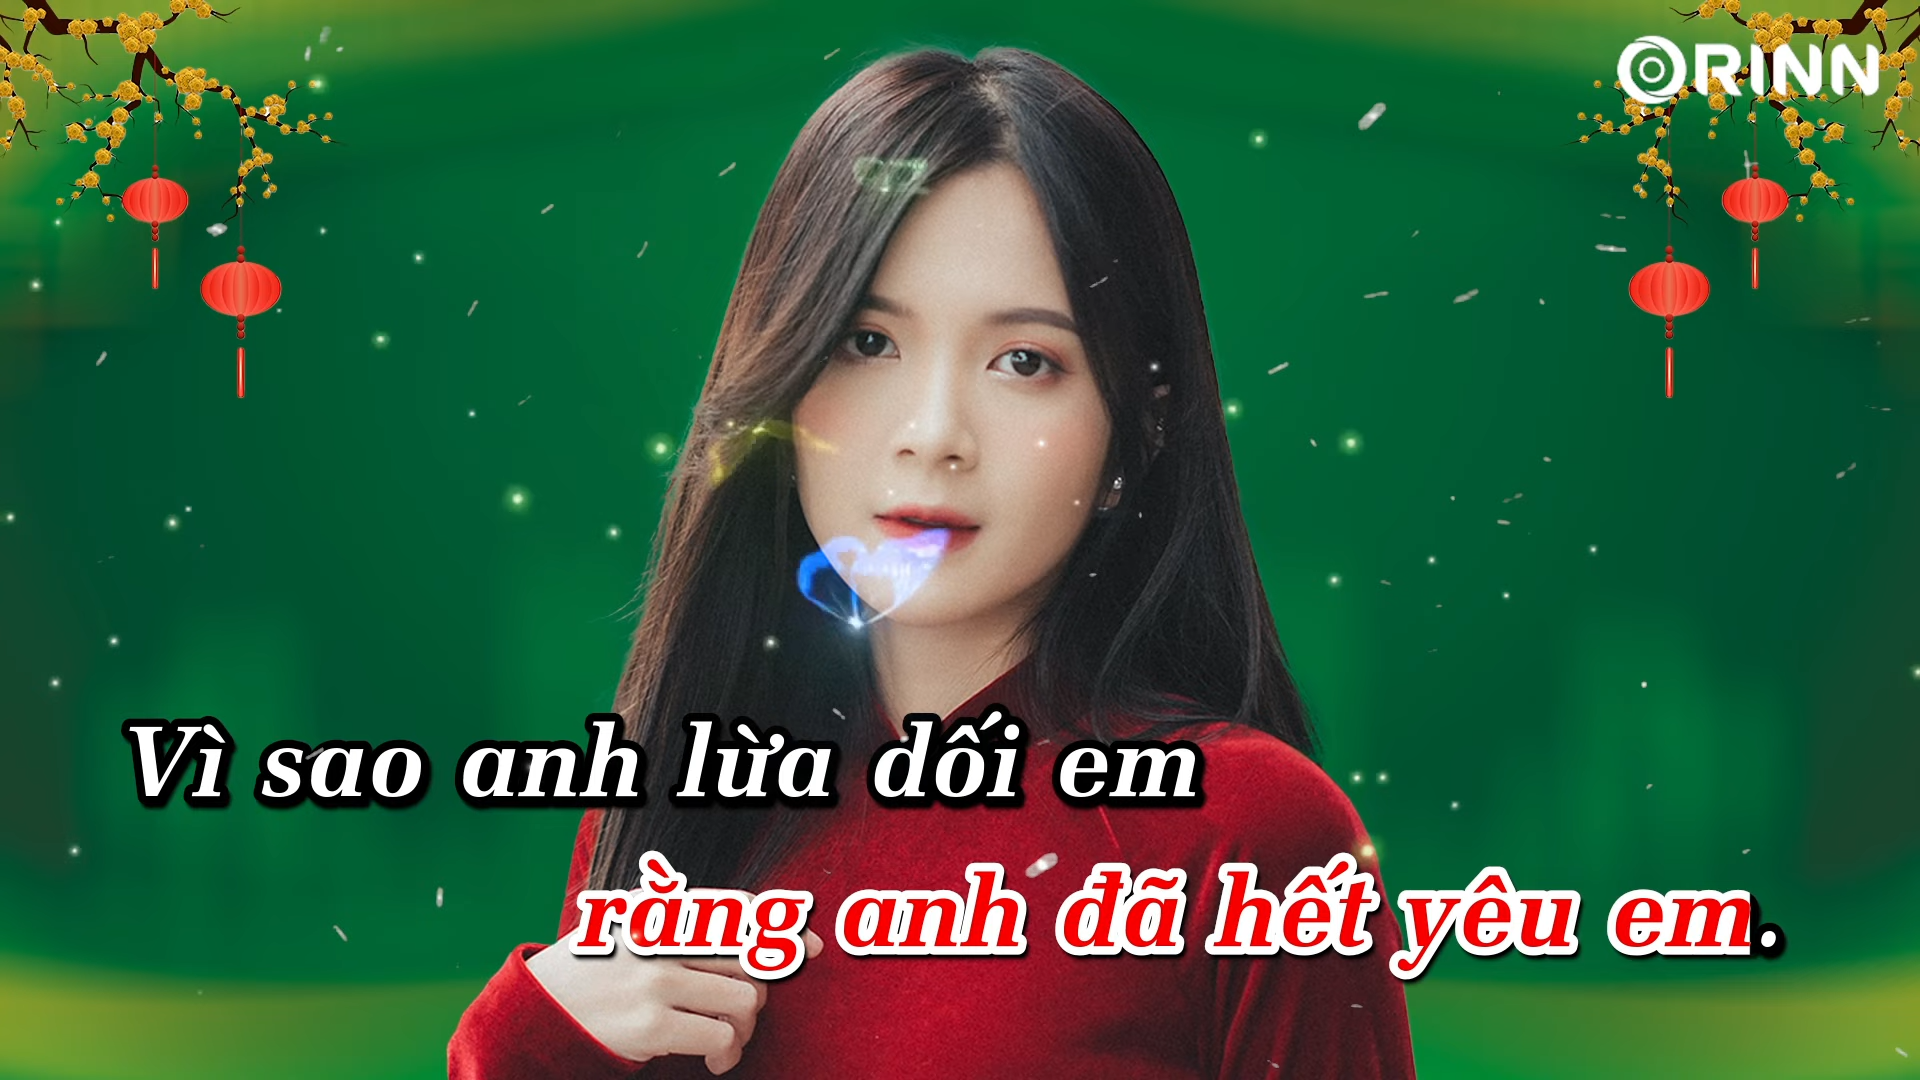 ORINN
Vì sao anh lừa dối em
rằng anh đã hết yêu em.